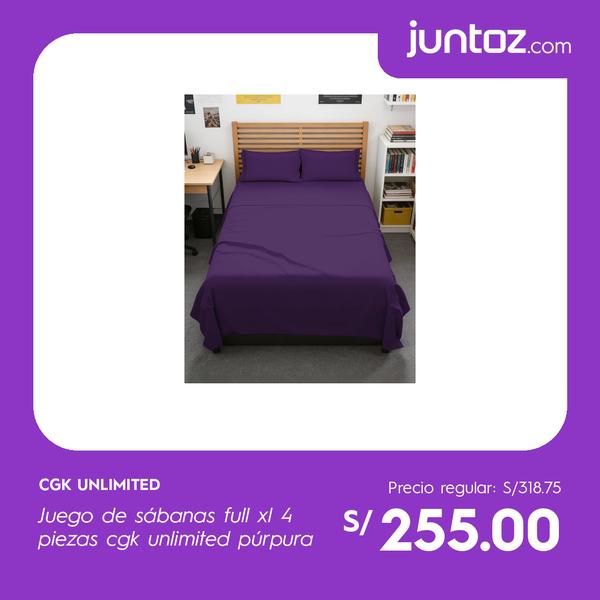 juntoz.com
CGK UNLIMITED
Juego de sábanas full xl 4
piezas cgk unlimited púrpura
Precio regular: S/318.75
S/ 255.00